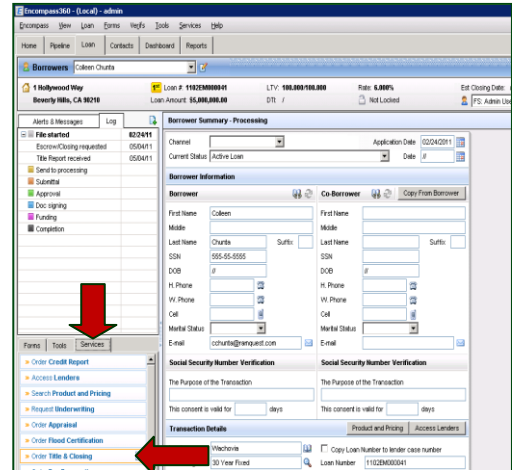 Encompass360 - (Local) - admin
Encompass View Loan Forms Verifs Tools Services Help
Home Pipeline Loan Contacts Dashboard Reports
Borrowers Colleen Chunta
1 Hollywood Way 1st Loan #: 1102EM000041 LTV: 100.000/100.000 Rate: 6.000% Est Closing Date:
Beverly Hills, CA 90210 Loan Amount: $5,000,000.00 DTI: / Not Locked FS: Admin Use
Alerts & Messages Log Borrower Summary - Processing
File started 02/24/11
Channel Application Date 02/24/2011
Escrow/Closing requested 05/04/11
Title Report received 05/04/11
Current Status Active Loan Date //
Send to processing
Submittal
Approval
Doc signing
Funding
Completion
Borrower Information
Borrower Co-Borrower Copy From Borrower
First Name Colleen First Name
Middle Middle
Last Name Chunta Suffix Last Name Suffix
SSN 555-55-5555 SSN
DOB // DOB //
H. Phone H. Phone
W. Phone W. Phone
Cell Cell
Marital Status Marital Status
E-mail cchunta@ramquest.com E-mail
Forms Tools Services
» Order Credit Report
» Access Lenders
» Search Product and Pricing
» Request Underwriting
» Order Appraisal
» Order Flood Certification
» Order Title & Closing
Social Security Number Verification Social Security Number Verification
The Purpose of the Transaction The Purpose of the Transaction
This consent is valid for days This consent is valid for days
Transaction Details Product and Pricing Access Lenders
Wachovia Copy Loan Number to lender case number
30 Year Fixed Loan Number 1102EM000041